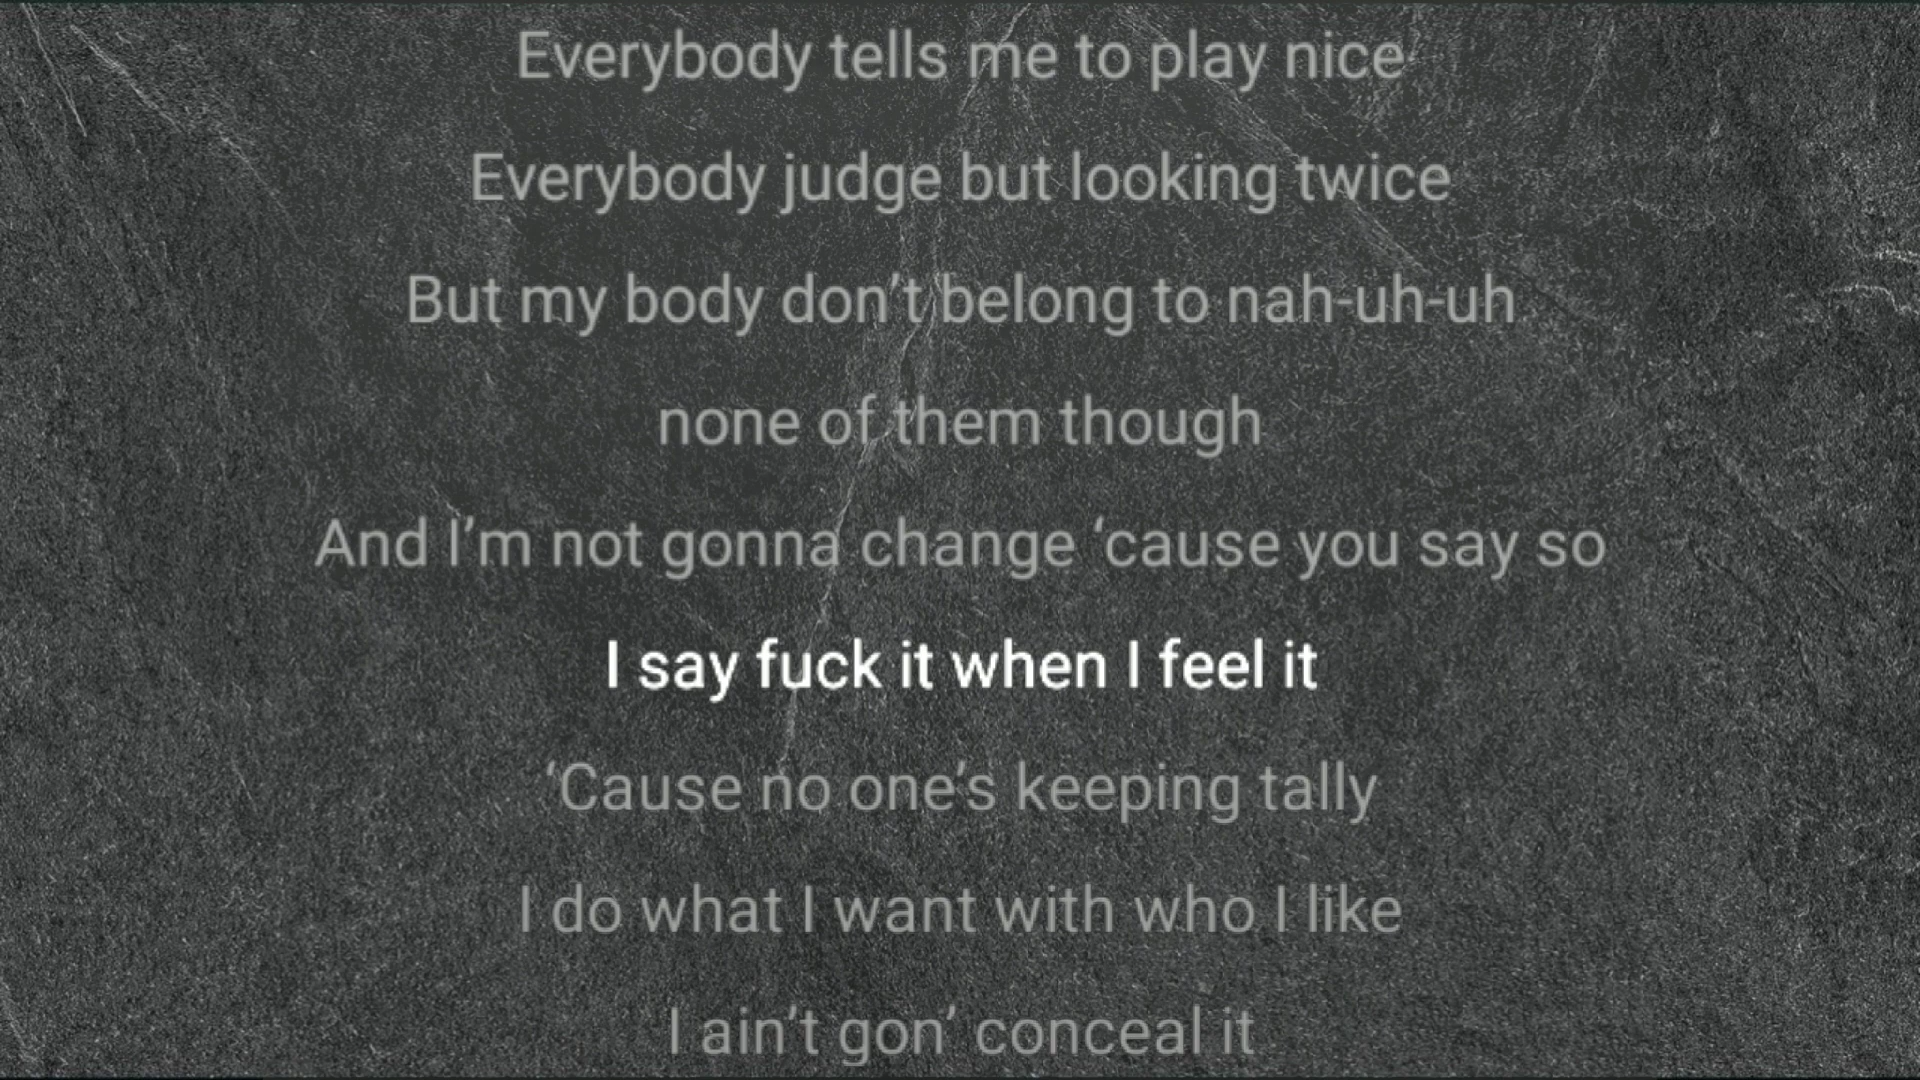 Everybody tells me to play nice
Everybody judge but looking twice
But my body don’t belong to nah-uh-uh
none of them though
And I’m not gonna change ‘cause you say so
I say fuck it when I feel it
‘Cause no one’s keeping tally
I do what I want with who I like
I ain’t gon’ conceal it